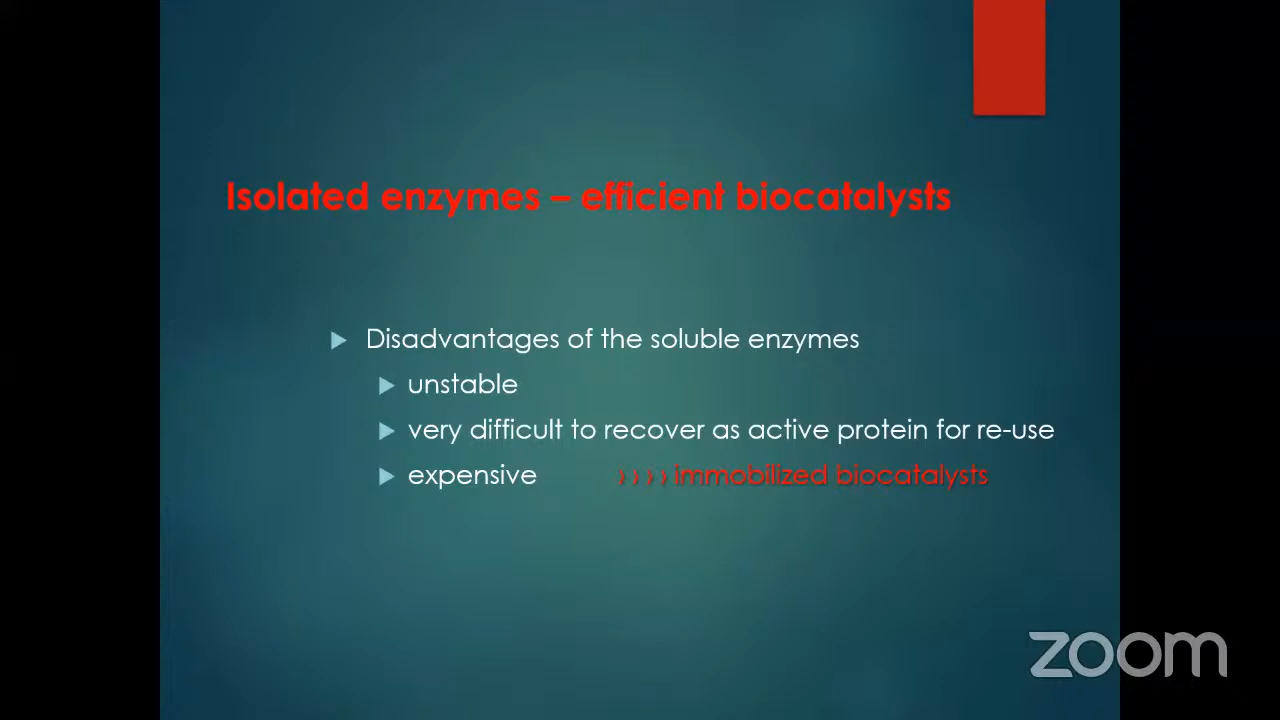 Isolated enzymes – efficient biocatalysts
Disadvantages of the soluble enzymes
unstable
very difficult to recover as active protein for re-use
expensive ›››› immobilized biocatalysts
zoom